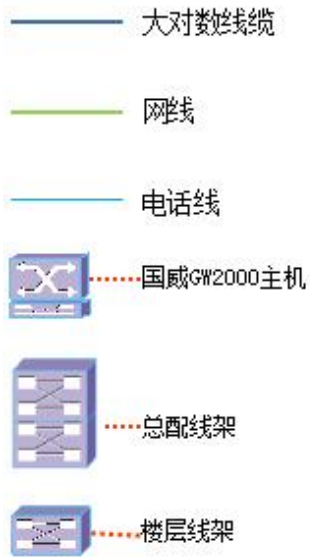 大对数线缆
网线
电话线
国威GW2000主机
总配线架
楼层线架